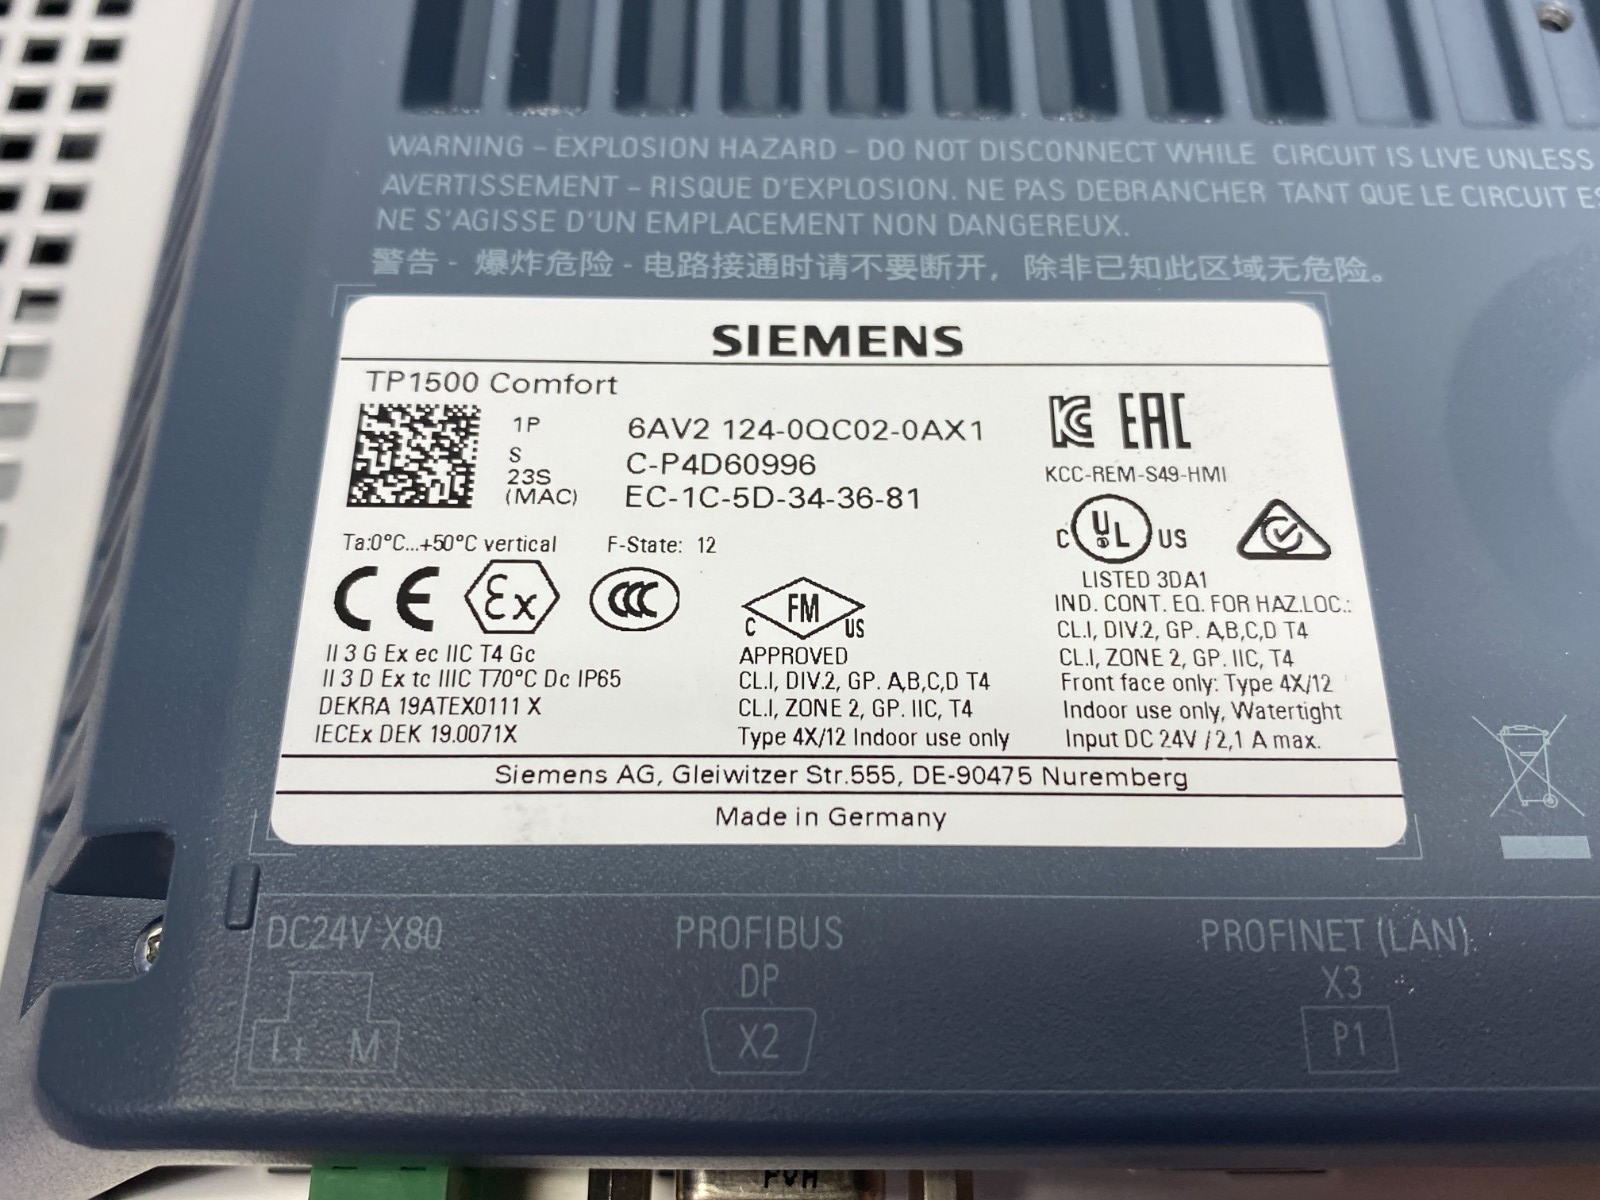 WARNING – EXPLOSION HAZARD – DO NOT DISCONNECT WHILE CIRCUIT IS LIVE UNLESS
AVERTISSEMENT – RISQUE D'EXPLOSION. NE PAS DEBRANCHER TANT QUE LE CIRCUIT ES
NE S'AGISSE D'UN EMPLACEMENT NON DANGEREUX.
警告 - 爆炸危险 - 电路接通时请不要断开，除非已知此区域无危险。
SIEMENS
TP1500 Comfort
1P 6AV2 124-0QC02-0AX1
S C-P4D60996
23S
(MAC) EC-1C-5D-34-36-81
EAC
KCC-REM-S49-HMI
Ta:0°C...+50°C vertical F-State: 12
C UL US
CE Ex CCC
C FM US
LISTED 3DA1
IND. CONT. EQ. FOR HAZ.LOC.:
CL.I, DIV.2, GP. A,B,C,D T4
CL.I, ZONE 2, GP. IIC, T4
Front face only: Type 4X/12
Indoor use only, Watertight
Input DC 24V / 2,1 A max.
II 3 G Ex ec IIC T4 Gc
II 3 D Ex tc IIIC T70°C Dc IP65
DEKRA 19ATEX0111 X
IECEx DEK 19.0071X
APPROVED
CL.I, DIV.2, GP. A,B,C,D T4
CL.I, ZONE 2, GP. IIC, T4
Type 4X/12 Indoor use only
Siemens AG, Gleiwitzer Str.555, DE-90475 Nuremberg
Made in Germany
DC24V X80
L+ M
PROFIBUS
DP
X2
PROFINET (LAN)
X3
P1